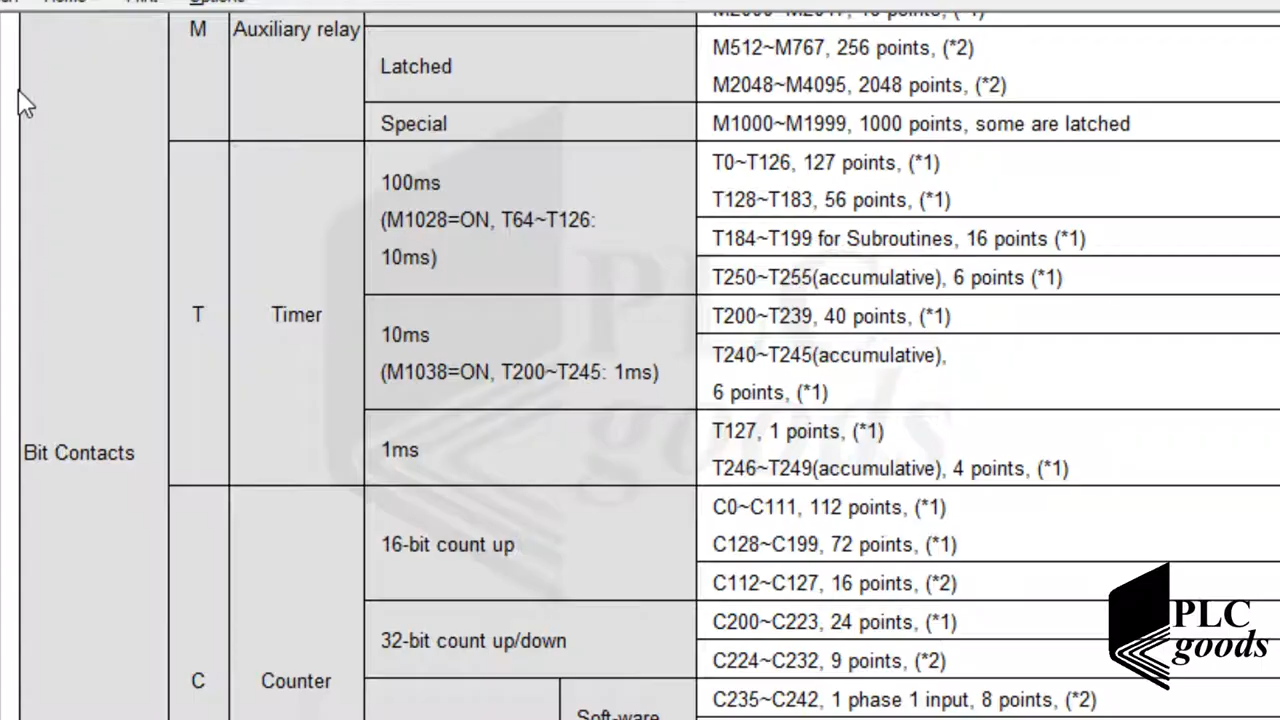 M
Auxiliary relay
Latched
M512~M767, 256 points, (*2)
M2048~M4095, 2048 points, (*2)
Special
M1000~M1999, 1000 points, some are latched
Bit Contacts
T
Timer
100ms
(M1028=ON, T64~T126:
10ms)
T0~T126, 127 points, (*1)
T128~T183, 56 points, (*1)
T184~T199 for Subroutines, 16 points (*1)
T250~T255(accumulative), 6 points (*1)
10ms
(M1038=ON, T200~T245: 1ms)
T200~T239, 40 points, (*1)
T240~T245(accumulative),
6 points, (*1)
1ms
T127, 1 points, (*1)
T246~T249(accumulative), 4 points, (*1)
C
Counter
16-bit count up
C0~C111, 112 points, (*1)
C128~C199, 72 points, (*1)
C112~C127, 16 points, (*2)
32-bit count up/down
C200~C223, 24 points, (*1)
C224~C232, 9 points, (*2)
Soft-ware
C235~C242, 1 phase 1 input, 8 points, (*2)
PLC
goods
PLC
goods